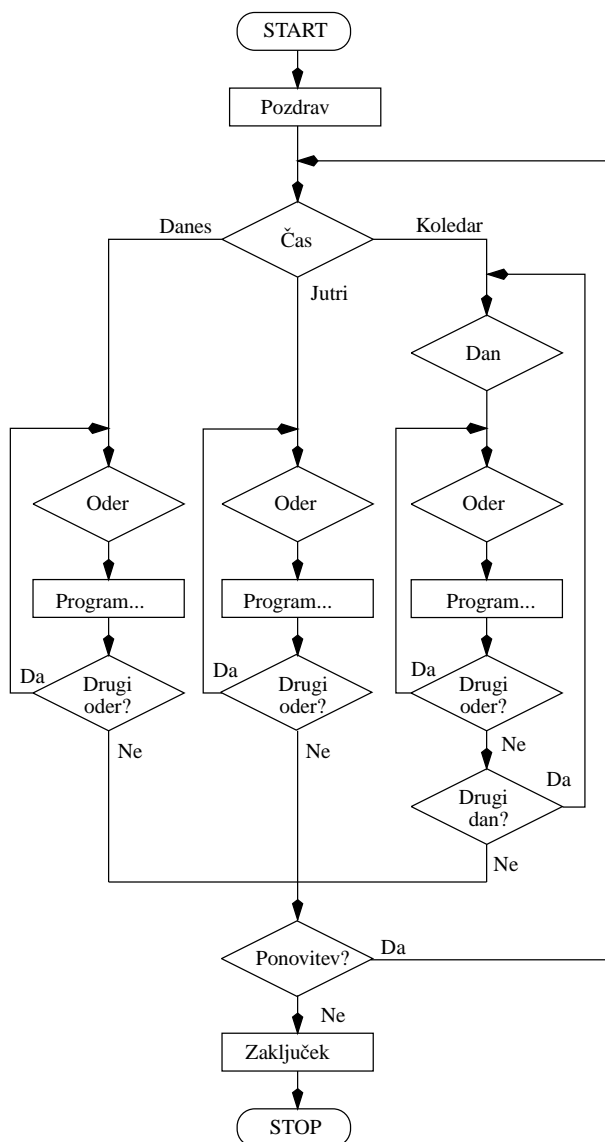 START
Pozdrav
Danes
Čas
Koledar
Jutri
Dan
Oder
Oder
Oder
Program...
Program...
Program...
Da
Drugi
oder?
Da
Drugi
oder?
Da
Drugi
oder?
Ne
Ne
Ne
Drugi
dan?
Da
Ne
Ponovitev?
Da
Ne
Zaključek
STOP